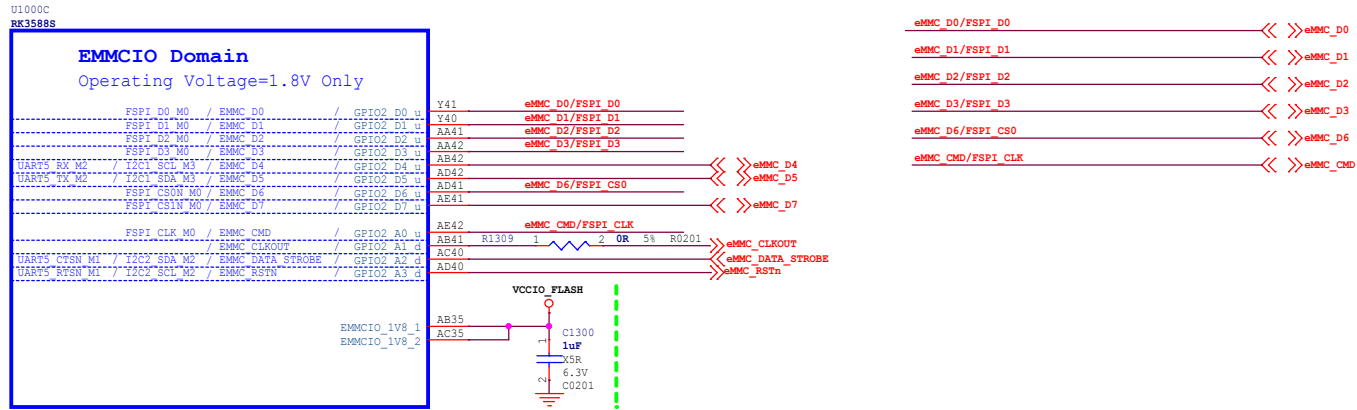 U1000C
RK3588S
EMMCIO Domain
Operating Voltage=1.8V Only
FSPI_D0_M0 / EMMC_D0 / GPIO2_D0_u Y41 eMMC_D0/FSPI_D0
FSPI_D1_M0 / EMMC_D1 / GPIO2_D1_u Y40 eMMC_D1/FSPI_D1
FSPI_D2_M0 / EMMC_D2 / GPIO2_D2_u AA41 eMMC_D2/FSPI_D2
FSPI_D3_M0 / EMMC_D3 / GPIO2_D3_u AA42 eMMC_D3/FSPI_D3
UART5_RX_M2 / I2C1_SCL_M3 / EMMC_D4 / GPIO2_D4_u AB42 eMMC_D4
UART5_TX_M2 / I2C1_SDA_M3 / EMMC_D5 / GPIO2_D5_u AD42 eMMC_D5
FSPI_CS0N_M0 / EMMC_D6 / GPIO2_D6_u AD41 eMMC_D6/FSPI_CS0
FSPI_CS1N_M0 / EMMC_D7 / GPIO2_D7_u AE41 eMMC_D7
FSPI_CLK_M0 / EMMC_CMD / GPIO2_A0_u AE42 eMMC_CMD/FSPI_CLK
/ EMMC_CLKOUT / GPIO2_A1_d AB41 R1309 1 2 0R 5% R0201 eMMC_CLKOUT
UART5_CTSN_M1 / I2C2_SDA_M2 / EMMC_DATA_STROBE / GPIO2_A2_d AC40 eMMC_DATA_STROBE
UART5_RTSN_M1 / I2C2_SCL_M2 / EMMC_RSTN / GPIO2_A3_d AD40 eMMC_RSTn
VCCIO_FLASH
EMMCIO_1V8_1 AB35
EMMCIO_1V8_2 AC35
1
C1300
1uF
X5R
6.3V
2
C0201
eMMC_D0/FSPI_D0 eMMC_D0
eMMC_D1/FSPI_D1 eMMC_D1
eMMC_D2/FSPI_D2 eMMC_D2
eMMC_D3/FSPI_D3 eMMC_D3
eMMC_D6/FSPI_CS0 eMMC_D6
eMMC_CMD/FSPI_CLK eMMC_CMD